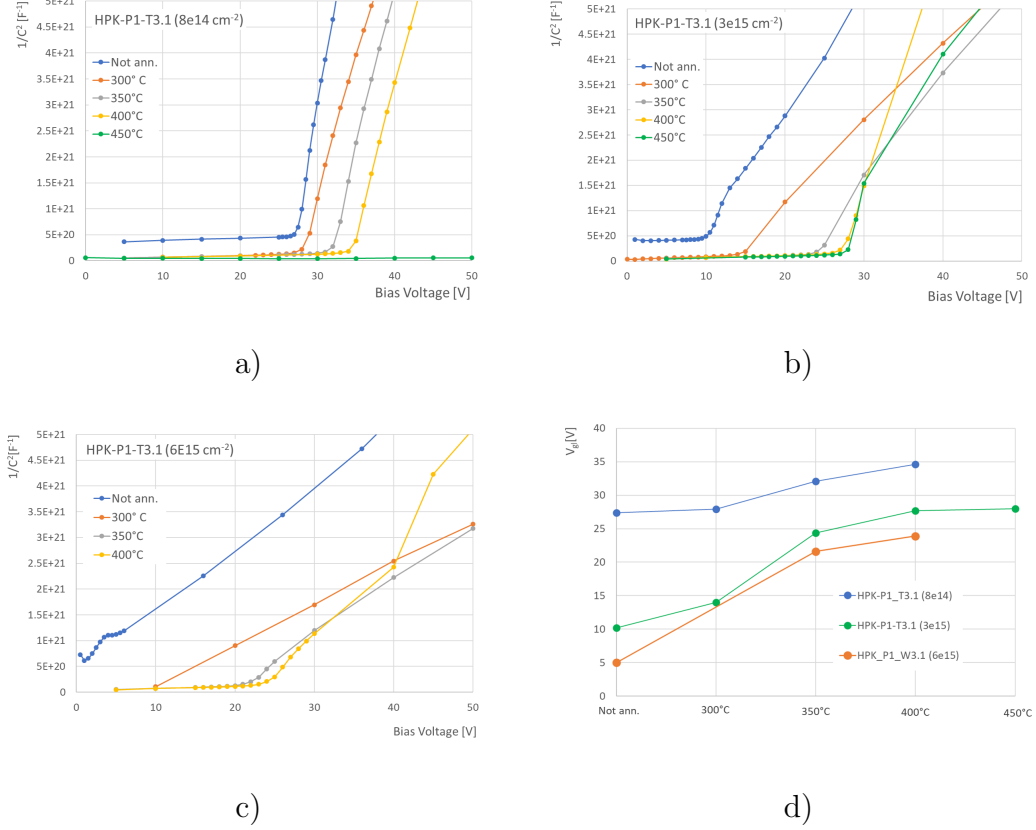 1/C² [F⁻¹]
HPK-P1-T3.1 (8e14 cm⁻²)
5E+21
4.5E+21
4E+21
3.5E+21
3E+21
2.5E+21
2E+21
1.5E+21
1E+21
5E+20
0
Not ann.
300° C
350°C
400°C
450°C
0 10 20 30 40 50
Bias Voltage [V]
a)
1/C² [F⁻¹]
HPK-P1-T3.1 (3e15 cm⁻²)
5E+21
4.5E+21
4E+21
3.5E+21
3E+21
2.5E+21
2E+21
1.5E+21
1E+21
5E+20
0
Not ann.
300° C
350°C
400°C
450°C
0 10 20 30 40 50
Bias Voltage [V]
b)
1/C² [F⁻¹]
HPK-P1-T3.1 (6E15 cm⁻²)
5E+21
4.5E+21
4E+21
3.5E+21
3E+21
2.5E+21
2E+21
1.5E+21
1E+21
5E+20
0
Not ann.
300° C
350°C
400°C
0 10 20 30 40 50
Bias Voltage [V]
c)
V_gl [V]
40
35
30
25
20
15
10
5
0
HPK-P1_T3.1 (8e14)
HPK-P1-T3.1 (3e15)
HPK_P1_W3.1 (6e15)
Not ann. 300°C 350°C 400°C 450°C
d)